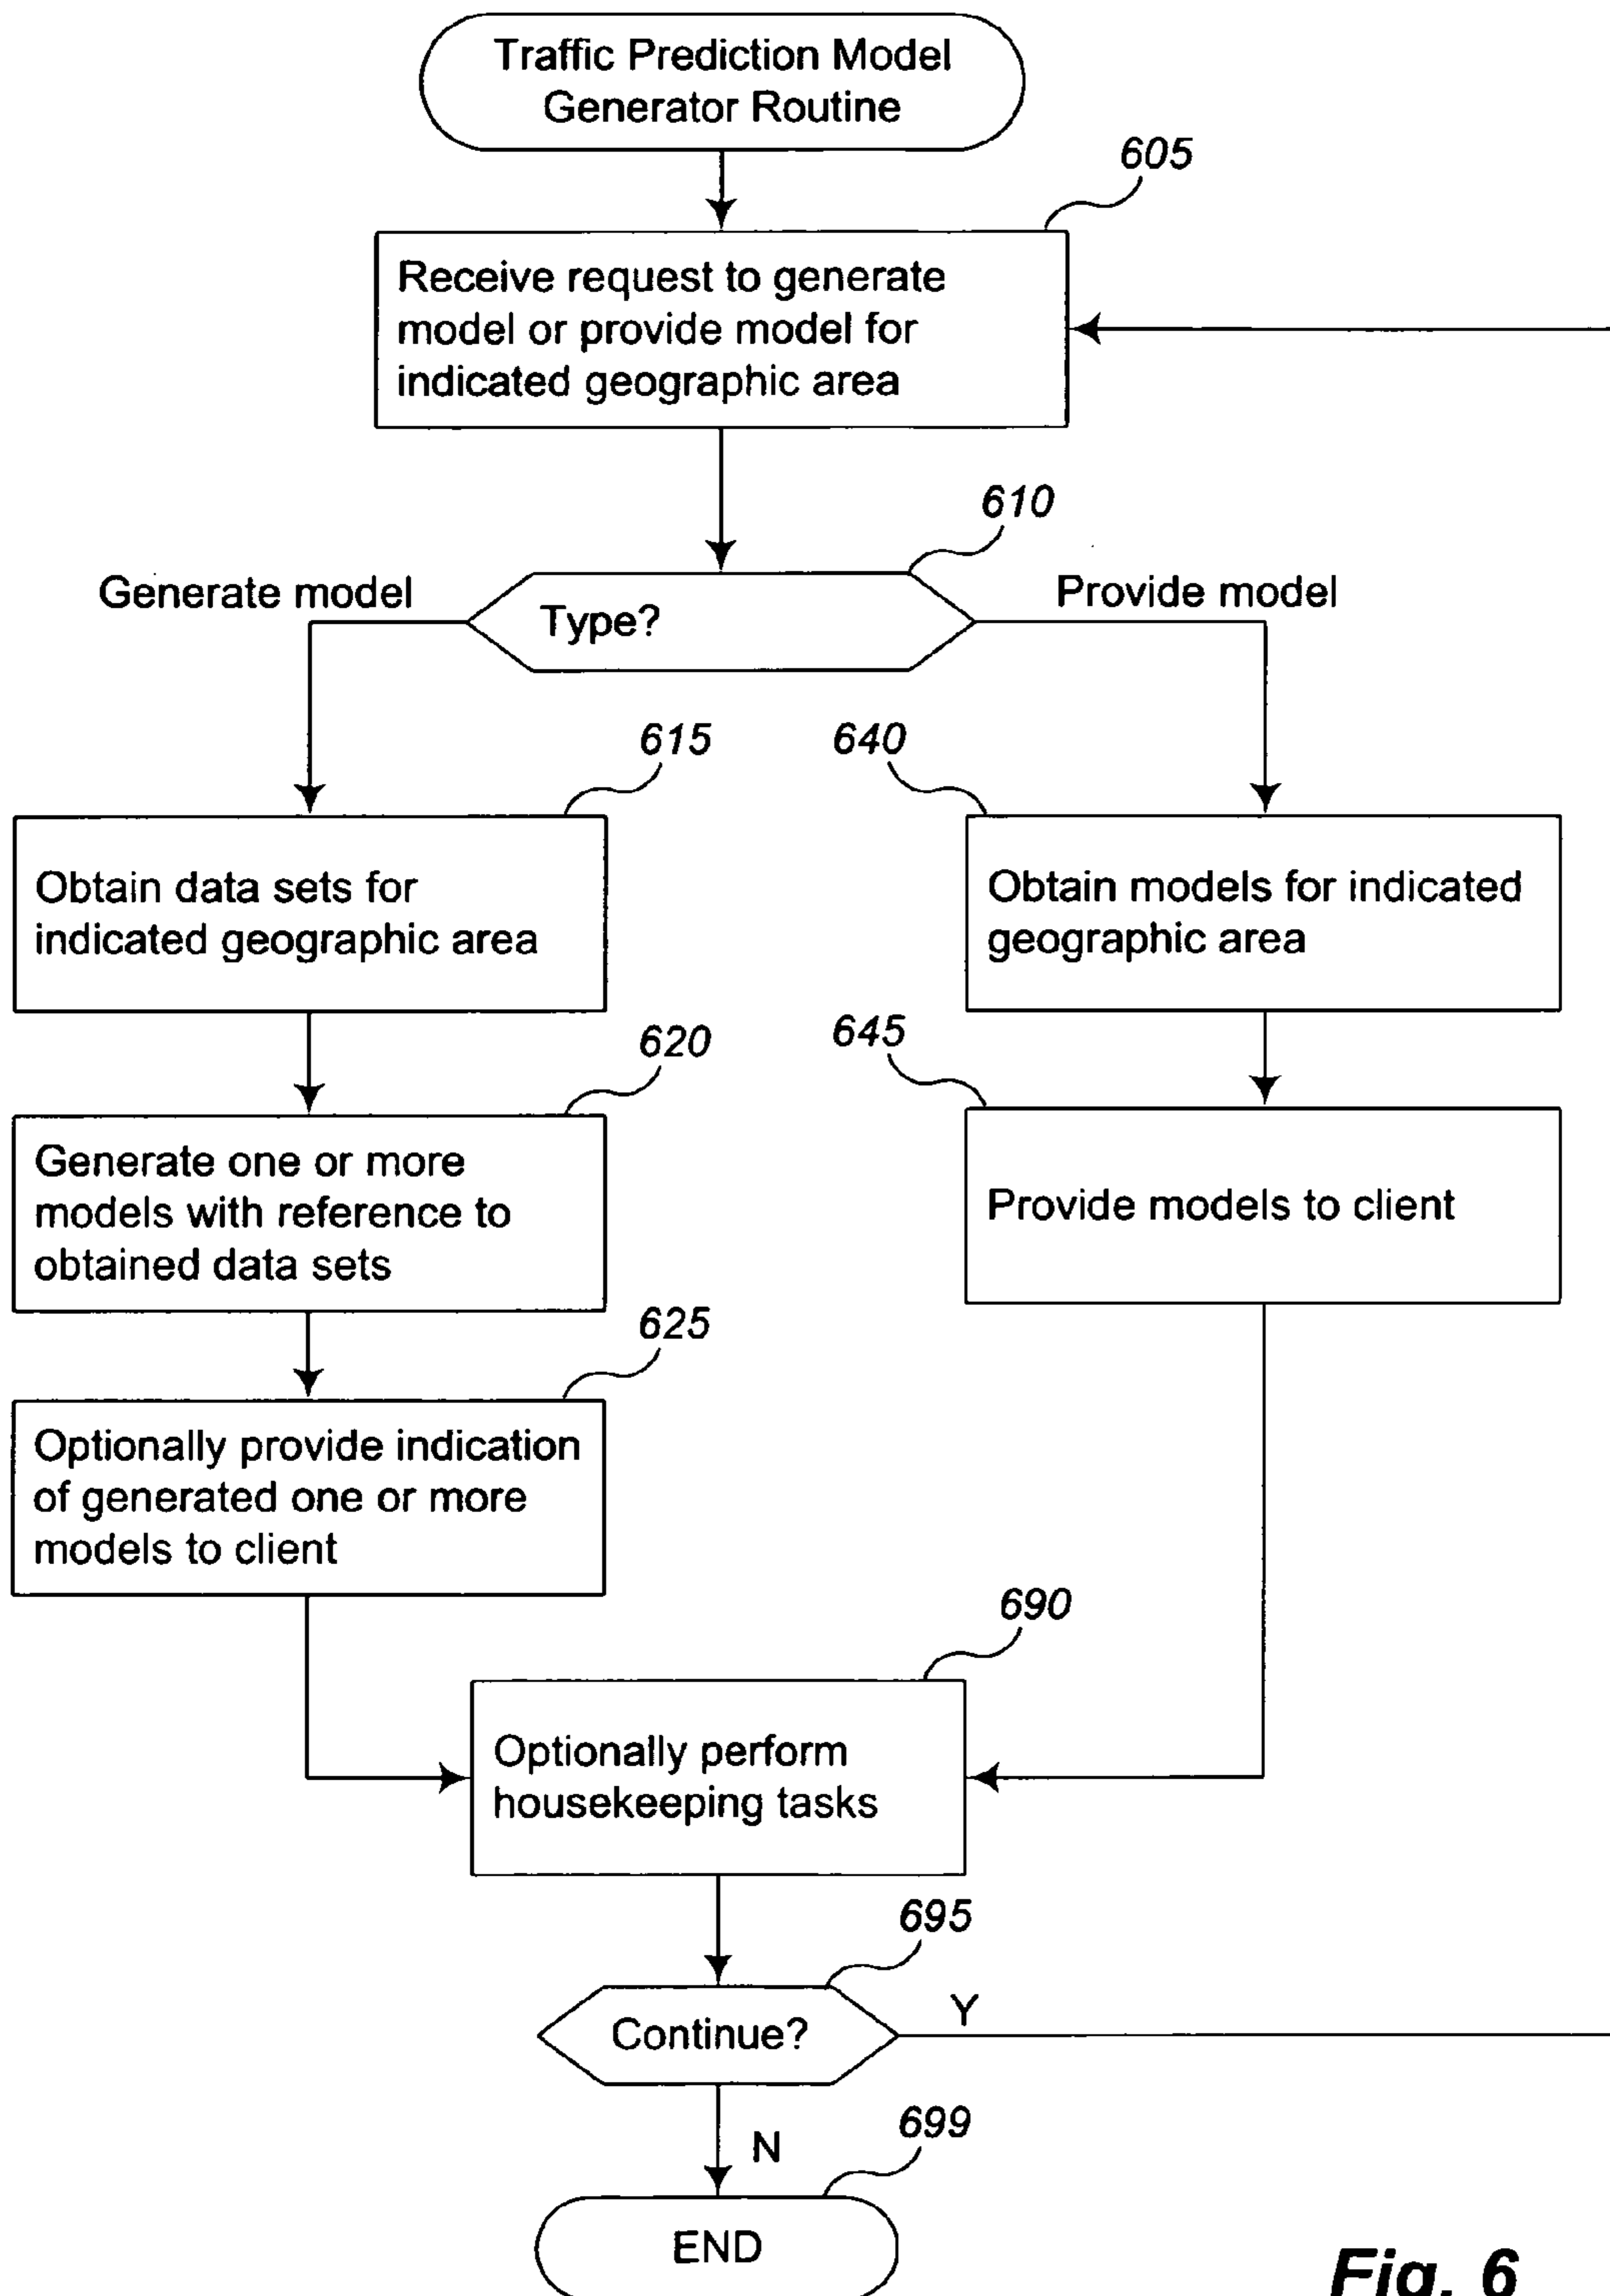 Traffic Prediction Model
Generator Routine
605
Receive request to generate
model or provide model for
indicated geographic area
610
Generate model
Type?
Provide model
615
640
Obtain data sets for
indicated geographic area
Obtain models for indicated
geographic area
620
645
Generate one or more
models with reference to
obtained data sets
Provide models to client
625
Optionally provide indication
of generated one or more
models to client
690
Optionally perform
housekeeping tasks
695
Continue?
Y
N
699
END
Fig. 6